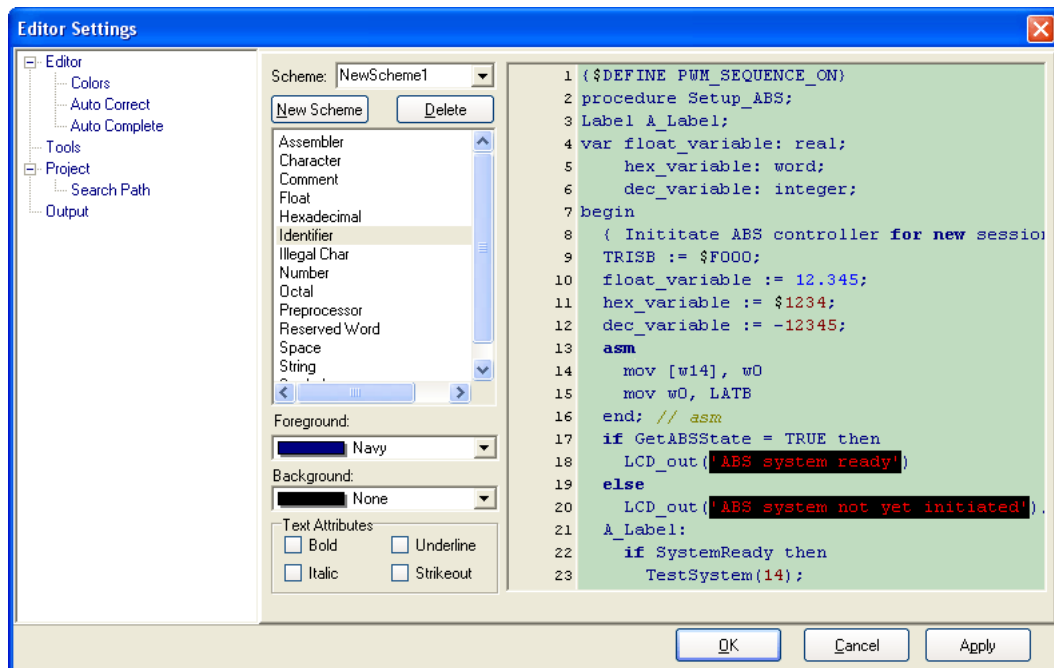 Editor Settings
Editor
Colors
Auto Correct
Auto Complete
Tools
Project
Search Path
Output
Scheme: NewScheme1
New Scheme Delete
Assembler
Character
Comment
Float
Hexadecimal
Identifier
Illegal Char
Number
Octal
Preprocessor
Reserved Word
Space
String
Foreground:
Navy
Background:
None
Text Attributes
Bold Underline
Italic Strikeout
1 {$DEFINE PWM_SEQUENCE_ON}
2 procedure Setup_ABS;
3 Label A_Label;
4 var float_variable: real;
5 hex_variable: word;
6 dec_variable: integer;
7 begin
8 { Inititate ABS controller for new session
9 TRISB := $F000;
10 float_variable := 12.345;
11 hex_variable := $1234;
12 dec_variable := -12345;
13 asm
14 mov [w14], w0
15 mov w0, LATB
16 end; // asm
17 if GetABSState = TRUE then
18 LCD_out('ABS system ready')
19 else
20 LCD_out('ABS system not yet initiated').
21 A_Label:
22 if SystemReady then
23 TestSystem(14);
OK Cancel Apply